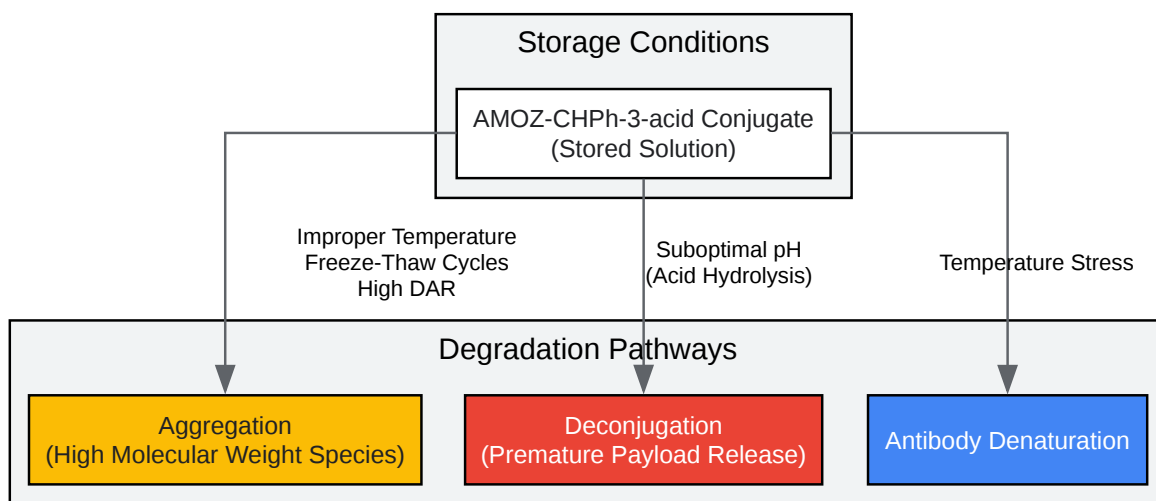 Storage Conditions
AMOZ-CHPh-3-acid Conjugate
(Stored Solution)
Improper Temperature
Freeze-Thaw Cycles
High DAR
Suboptimal pH
(Acid Hydrolysis)
Temperature Stress
Degradation Pathways
Aggregation
(High Molecular Weight Species)
Deconjugation
(Premature Payload Release)
Antibody Denaturation